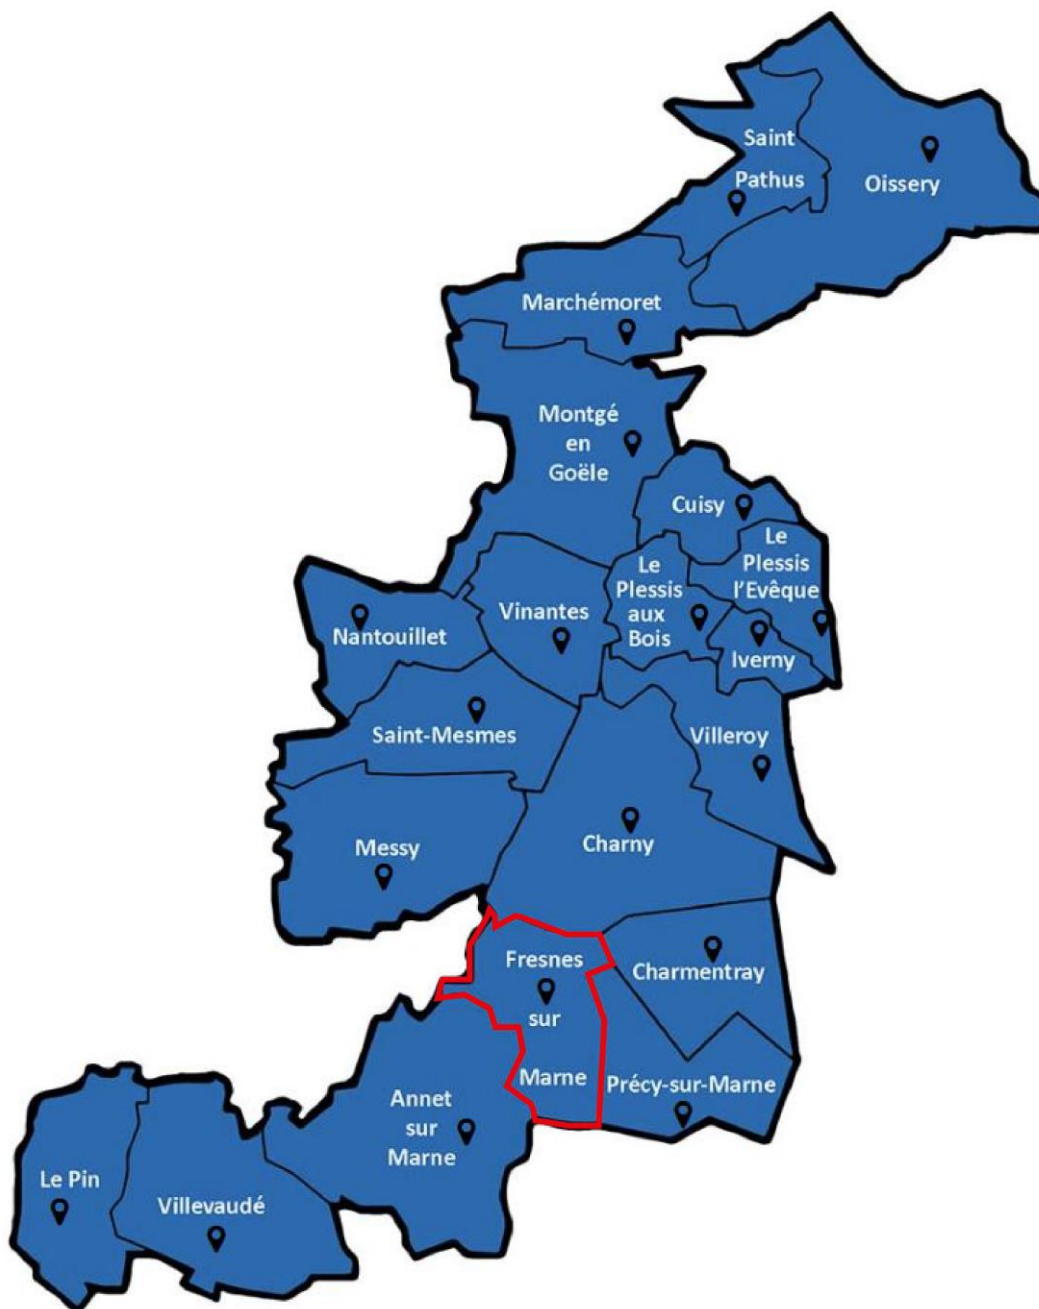 Saint
Pathus
Oissery
Marchémoret
Montgé
en
Goële
Cuisy
Le
Plessis
l'Evêque
Le
Plessis
aux
Bois
Vinantes
Nantouillet
Iverny
Saint-Mesmes
Villeroy
Charny
Messy
Fresnes
sur
Marne
Charmentray
Précy-sur-Marne
Annet
sur
Marne
Le Pin
Villevaudé